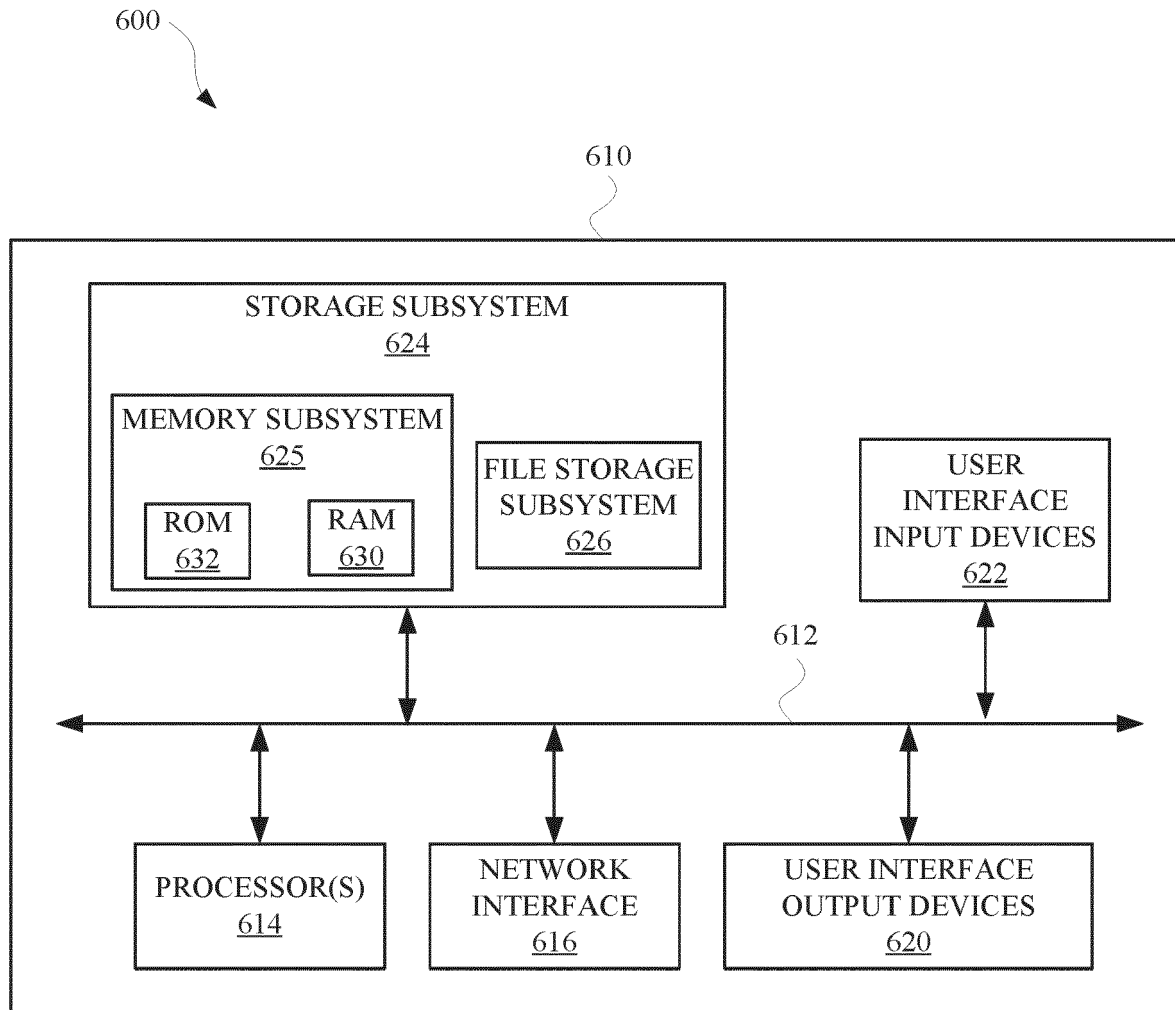 600
610
STORAGE SUBSYSTEM
624
MEMORY SUBSYSTEM
625
ROM
632
RAM
630
FILE STORAGE
SUBSYSTEM
626
USER
INTERFACE
INPUT DEVICES
622
612
PROCESSOR(S)
614
NETWORK
INTERFACE
616
USER INTERFACE
OUTPUT DEVICES
620